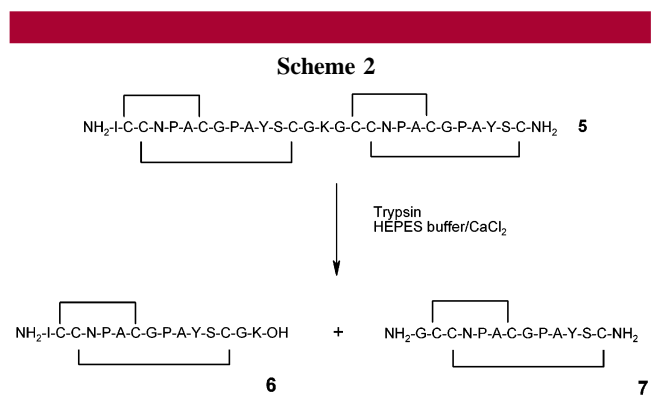 Scheme 2
NH₂-I-C-C-N-P-A-C-G-P-A-Y-S-C-G-K-G-C-C-N-P-A-C-G-P-A-Y-S-C-NH₂ 5
Trypsin
HEPES buffer/CaCl₂
NH₂-I-C-C-N-P-A-C-G-P-A-Y-S-C-G-K-OH + NH₂-G-C-C-N-P-A-C-G-P-A-Y-S-C-NH₂
6 7